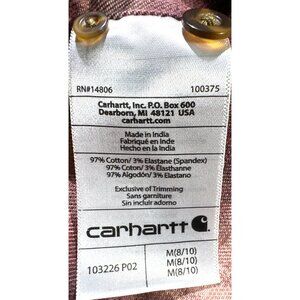 RN#14806 100375
Carhartt, Inc. P.O. Box 600
Dearborn, MI 48121 USA
carhartt.com
Made in India
Fabriqué en Inde
Hecho en la India
97% Cotton/ 3% Elastane (Spandex)
97% Coton/ 3% Élasthanne
97% Algodón/ 3% Elastano
Exclusive of Trimming
Sans garniture
Sin incluir adorno
carhartt
103226 P02
M(8/10)
M(8/10)
M(8/10)